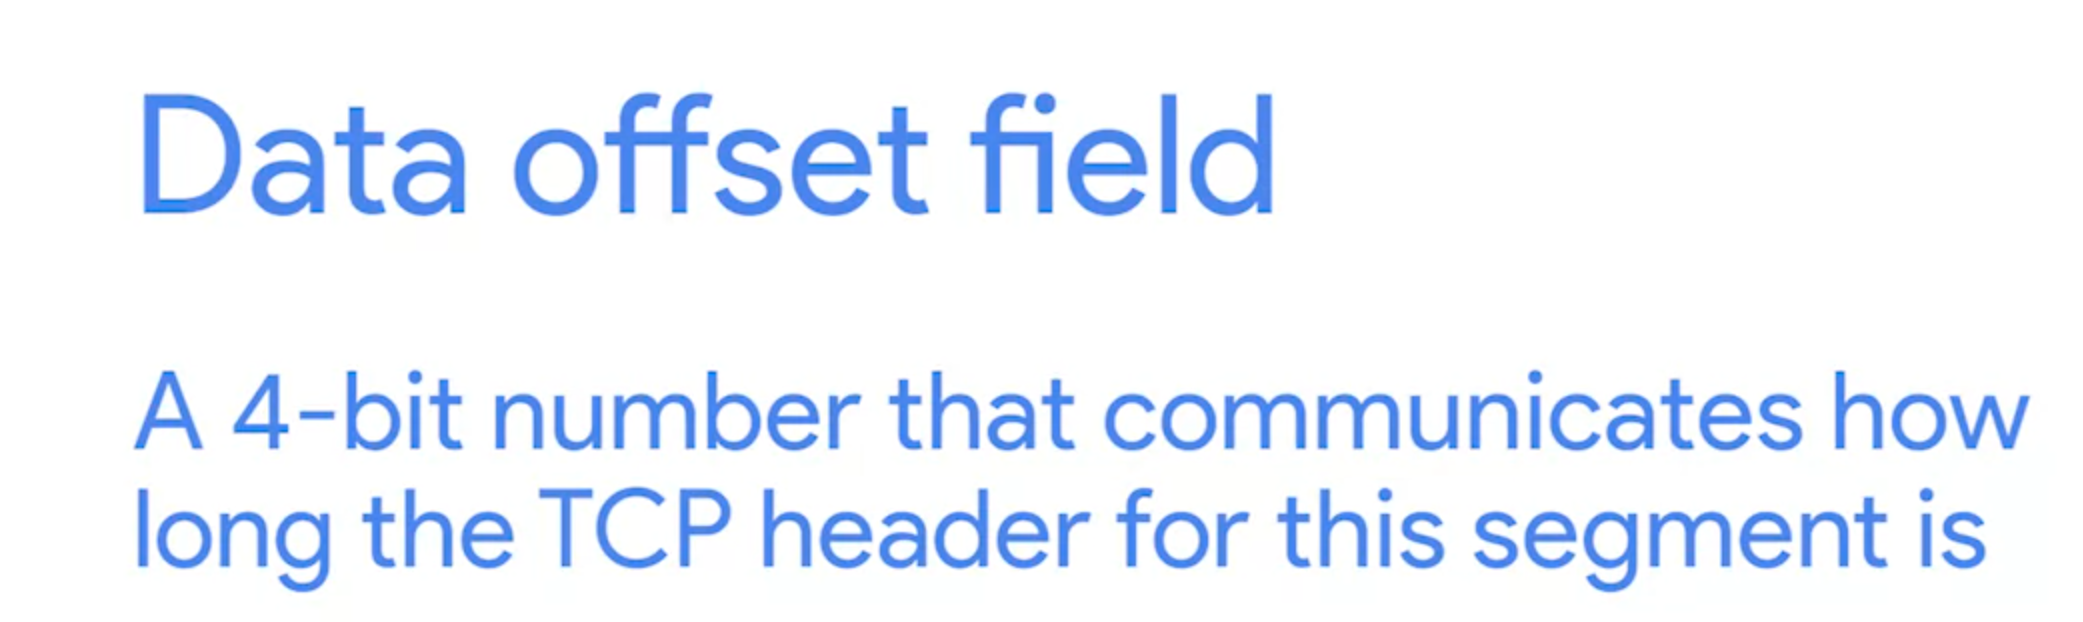 Data offset field
A 4-bit number that communicates how
long the TCP header for this segment is